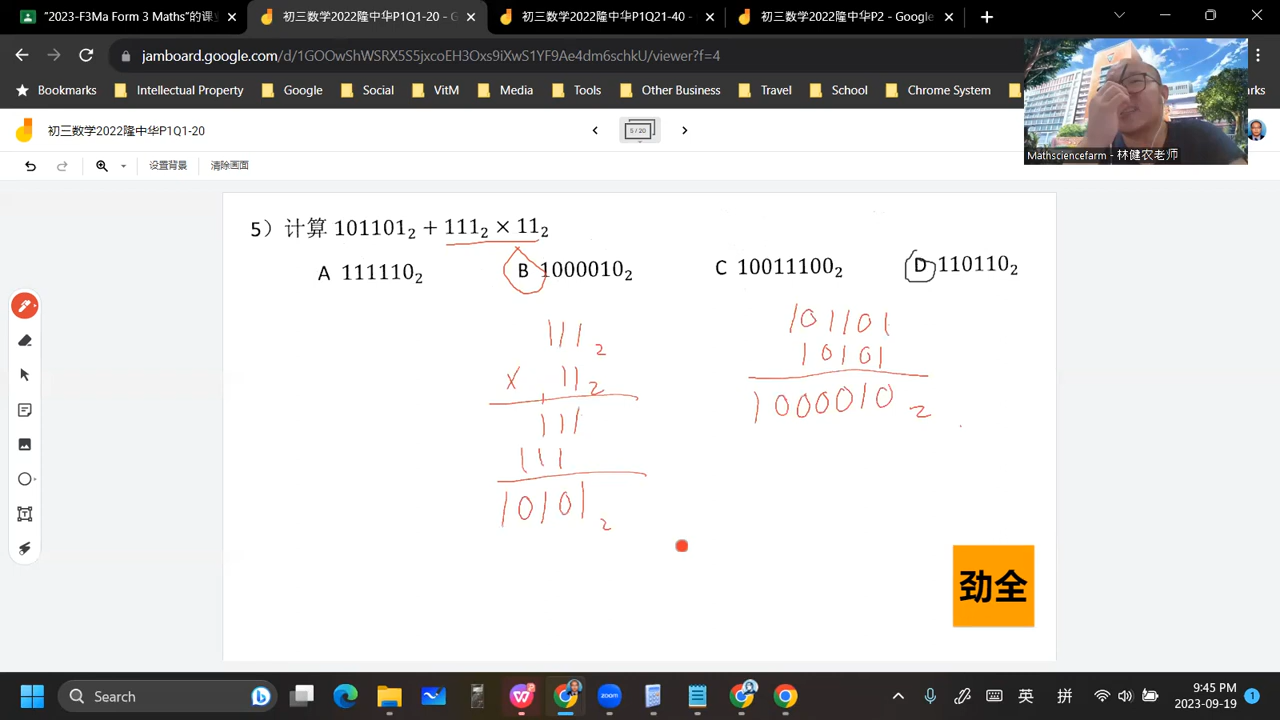 "2023-F3Ma Form 3 Maths"的课
初三数学2022隆中华P1Q1-20 - G
初三数学2022隆中华P1Q21-40 -
初三数学2022隆中华P2 - Google
jamboard.google.com/d/1GOOwShWSRX5S5jxcoEH3Oxs9iXwS1YF9Ae4dm6schkU/viewer?f=4
Bookmarks Intellectual Property Google Social VitM Media Tools Other Business Travel School Chrome System
初三数学2022隆中华P1Q1-20
5 / 20
设置背景 清除画面
Mathsciencefarm - 林健农老师
5）计算 101101₂ + 111₂ × 11₂
A 111110₂ B 1000010₂ C 10011100₂ D 110110₂
111₂
× 11₂
111
111
10101₂
101101
10101
1000010₂
劲全
Search
zoom
英 拼
9:45 PM
2023-09-19
1